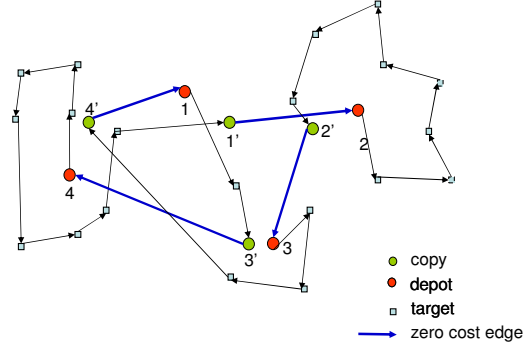 4'
1
1'
2'
2
4
3'
3
copy
depot
target
zero cost edge